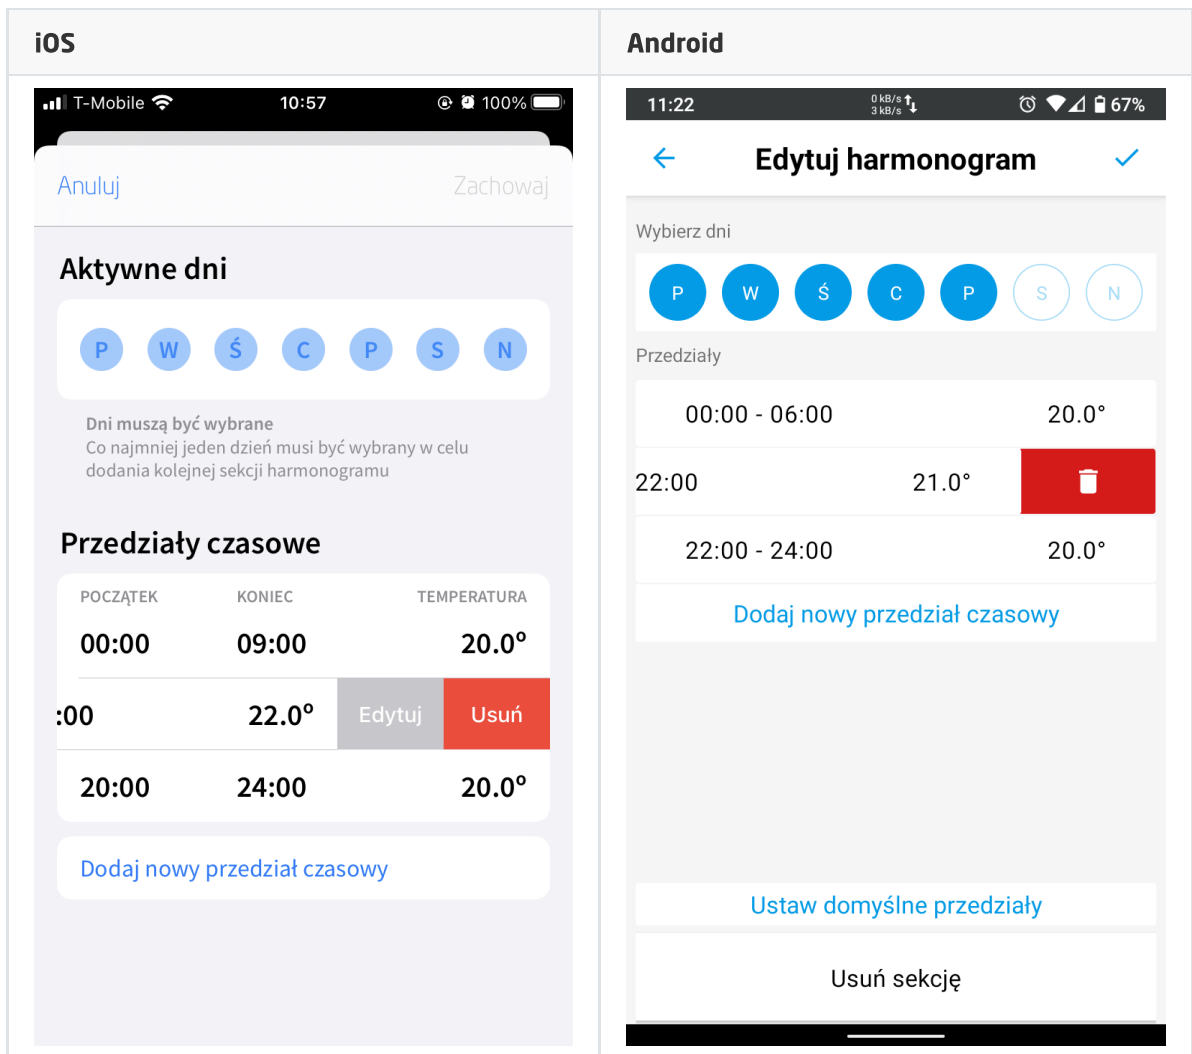 iOS
T-Mobile 10:57 100%
Anuluj Zachowaj
Aktywne dni
P W Ś C P S N
Dni muszą być wybrane
Co najmniej jeden dzień musi być wybrany w celu
dodania kolejnej sekcji harmonogramu
Przedziały czasowe
POCZĄTEK KONIEC TEMPERATURA
00:00 09:00 20.0º
:00 22.0º Edytuj Usuń
20:00 24:00 20.0º
Dodaj nowy przedział czasowy
Android
11:22 0 kB/s 67%
3 kB/s
Edytuj harmonogram
Wybierz dni
P W Ś C P S N
Przedziały
00:00 - 06:00 20.0°
22:00 21.0°
22:00 - 24:00 20.0°
Dodaj nowy przedział czasowy
Ustaw domyślne przedziały
Usuń sekcję